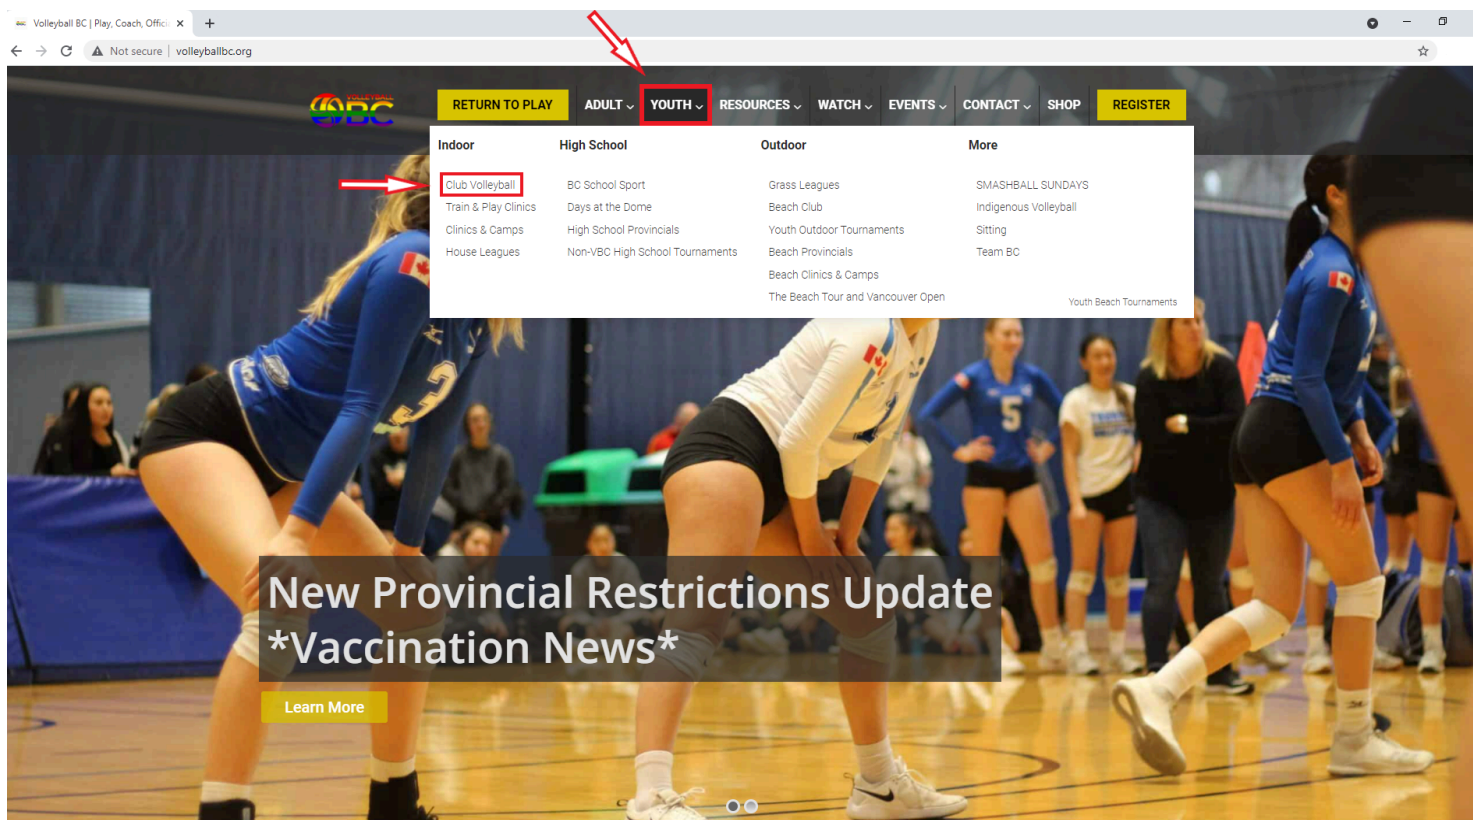 Volleyball BC | Play, Coach, Offici
Not secure | volleyballbc.org
VOLLEYBALL
BC
RETURN TO PLAY
ADULT
YOUTH
RESOURCES
WATCH
EVENTS
CONTACT
SHOP
REGISTER
Indoor
Club Volleyball
Train & Play Clinics
Clinics & Camps
House Leagues
High School
BC School Sport
Days at the Dome
High School Provincials
Non-VBC High School Tournaments
Outdoor
Grass Leagues
Beach Club
Youth Outdoor Tournaments
Beach Provincials
Beach Clinics & Camps
The Beach Tour and Vancouver Open
More
SMASHBALL SUNDAYS
Indigenous Volleyball
Sitting
Team BC
Youth Beach Tournaments
3
5
New Provincial Restrictions Update
*Vaccination News*
Learn More